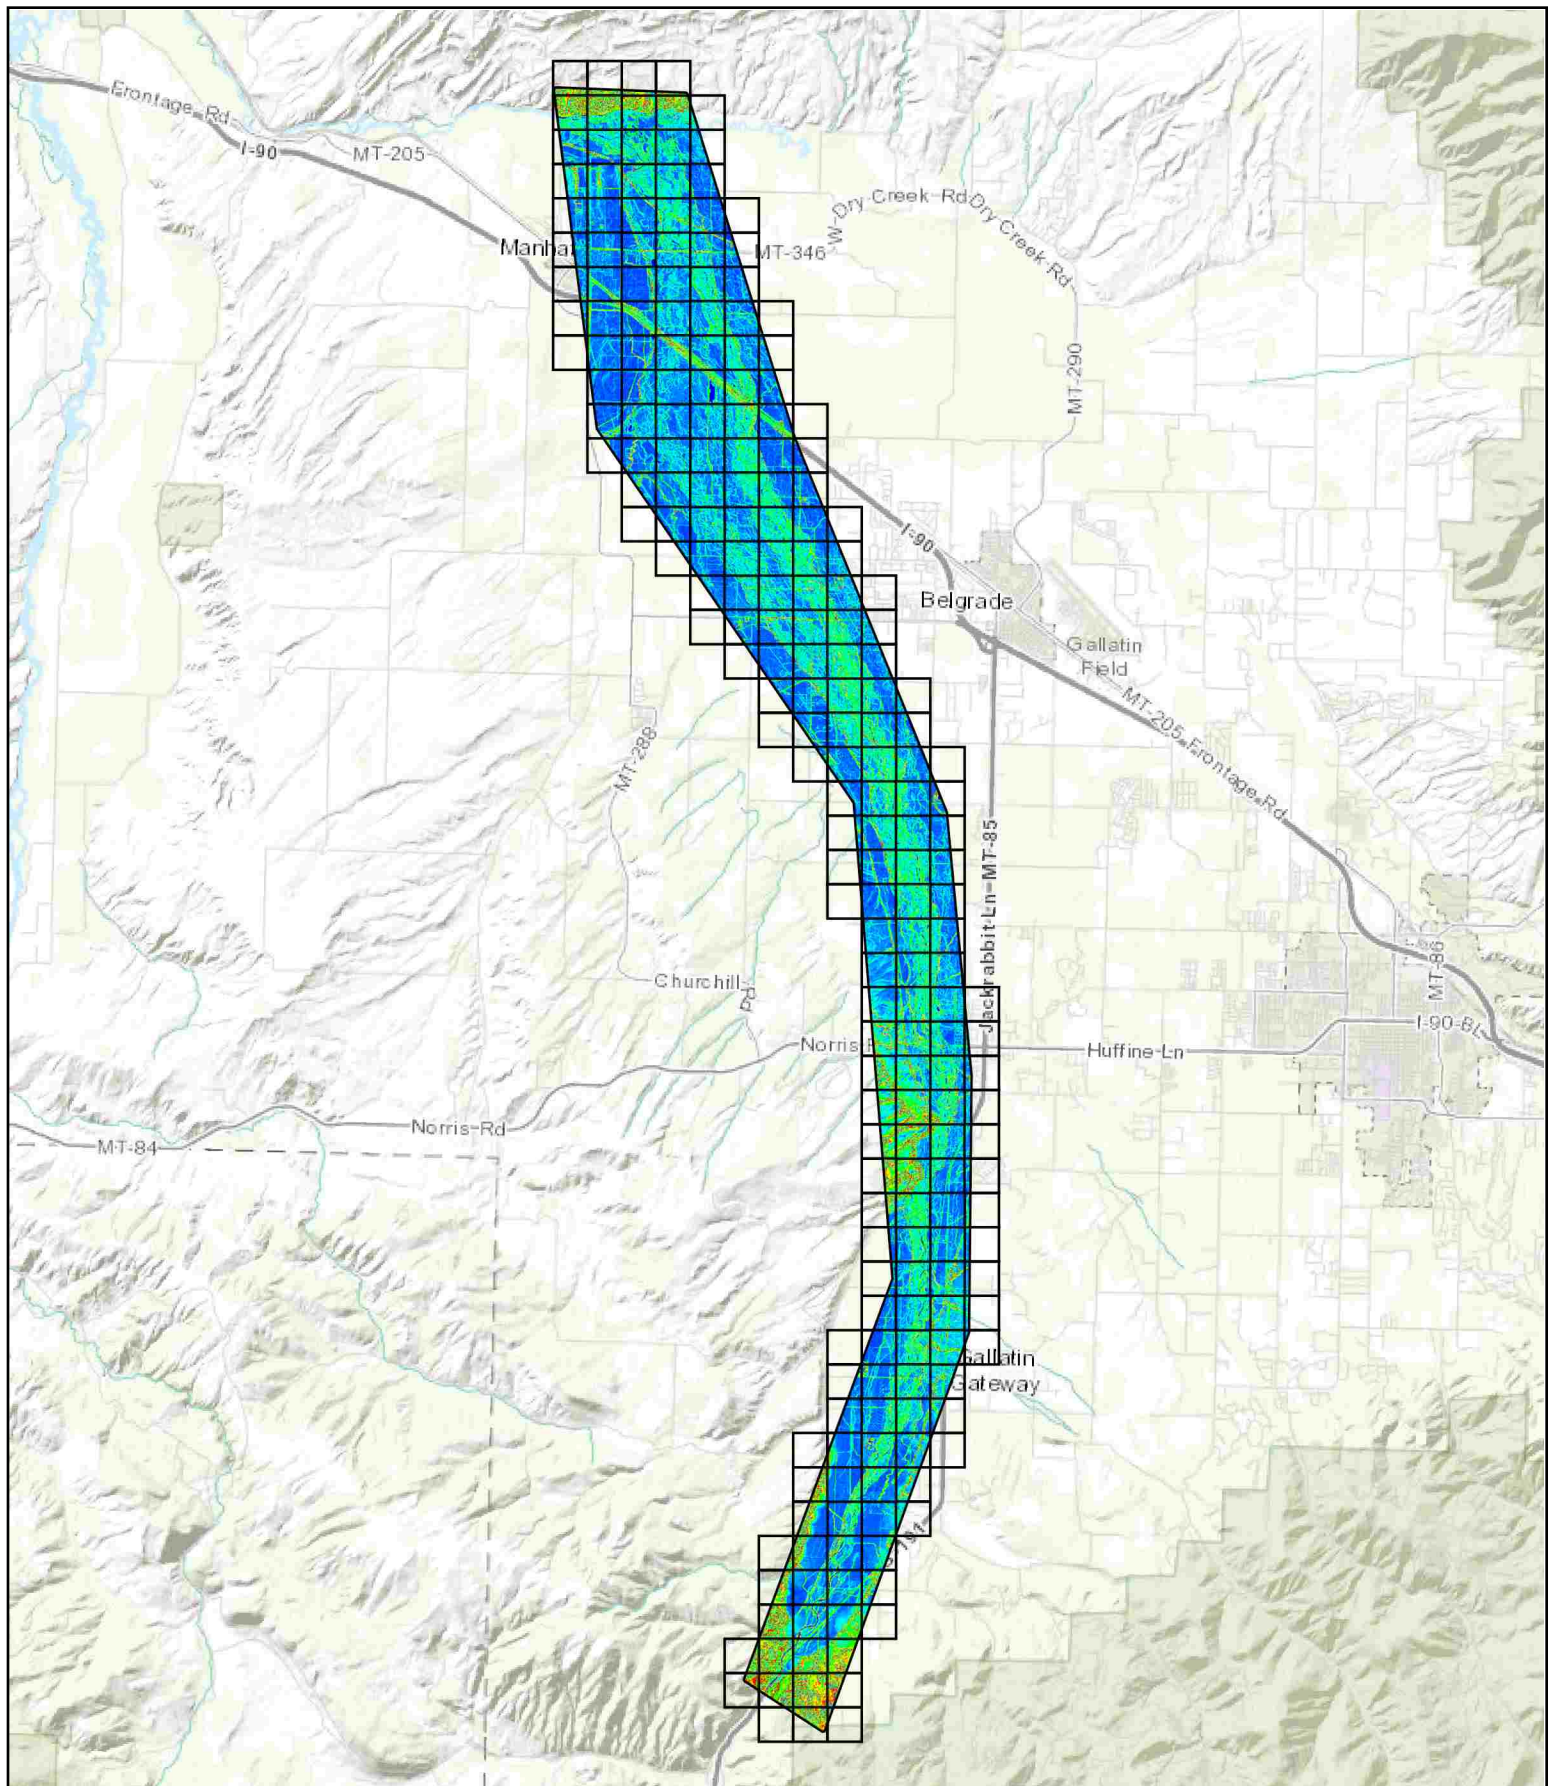 Frontage Rd
I-90
MT-205
W Dry Creek Rd
Dry Creek Rd
Manhat
MT-346
MT-290
I-90
Belgrade
Gallatin
Field
MT-205
Frontage Rd
MT-288
Jackrabbit Ln-MT-85
MT-86
Churchill Rd
I-90-BL
Norris
Huffine Ln
Norris Rd
MT-84
Gallatin
Gateway
191